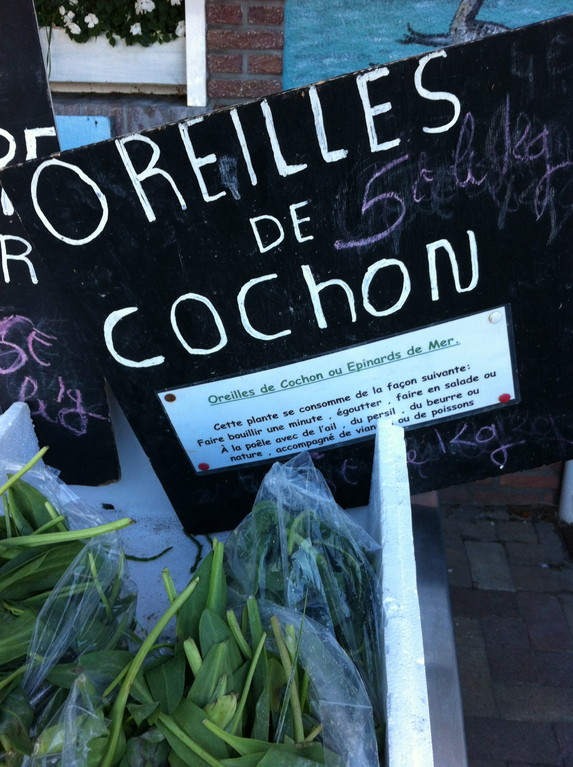 OREILLES
DE
COCHON
Oreilles de Cochon ou Epinards de Mer.
Cette plante se consomme de la façon suivante:
Faire bouillir une minute , égoutter , faire en salade ou
À la poêle avec de l'ail , du persil , du beurre ou
nature , accompagné de ou de poissons